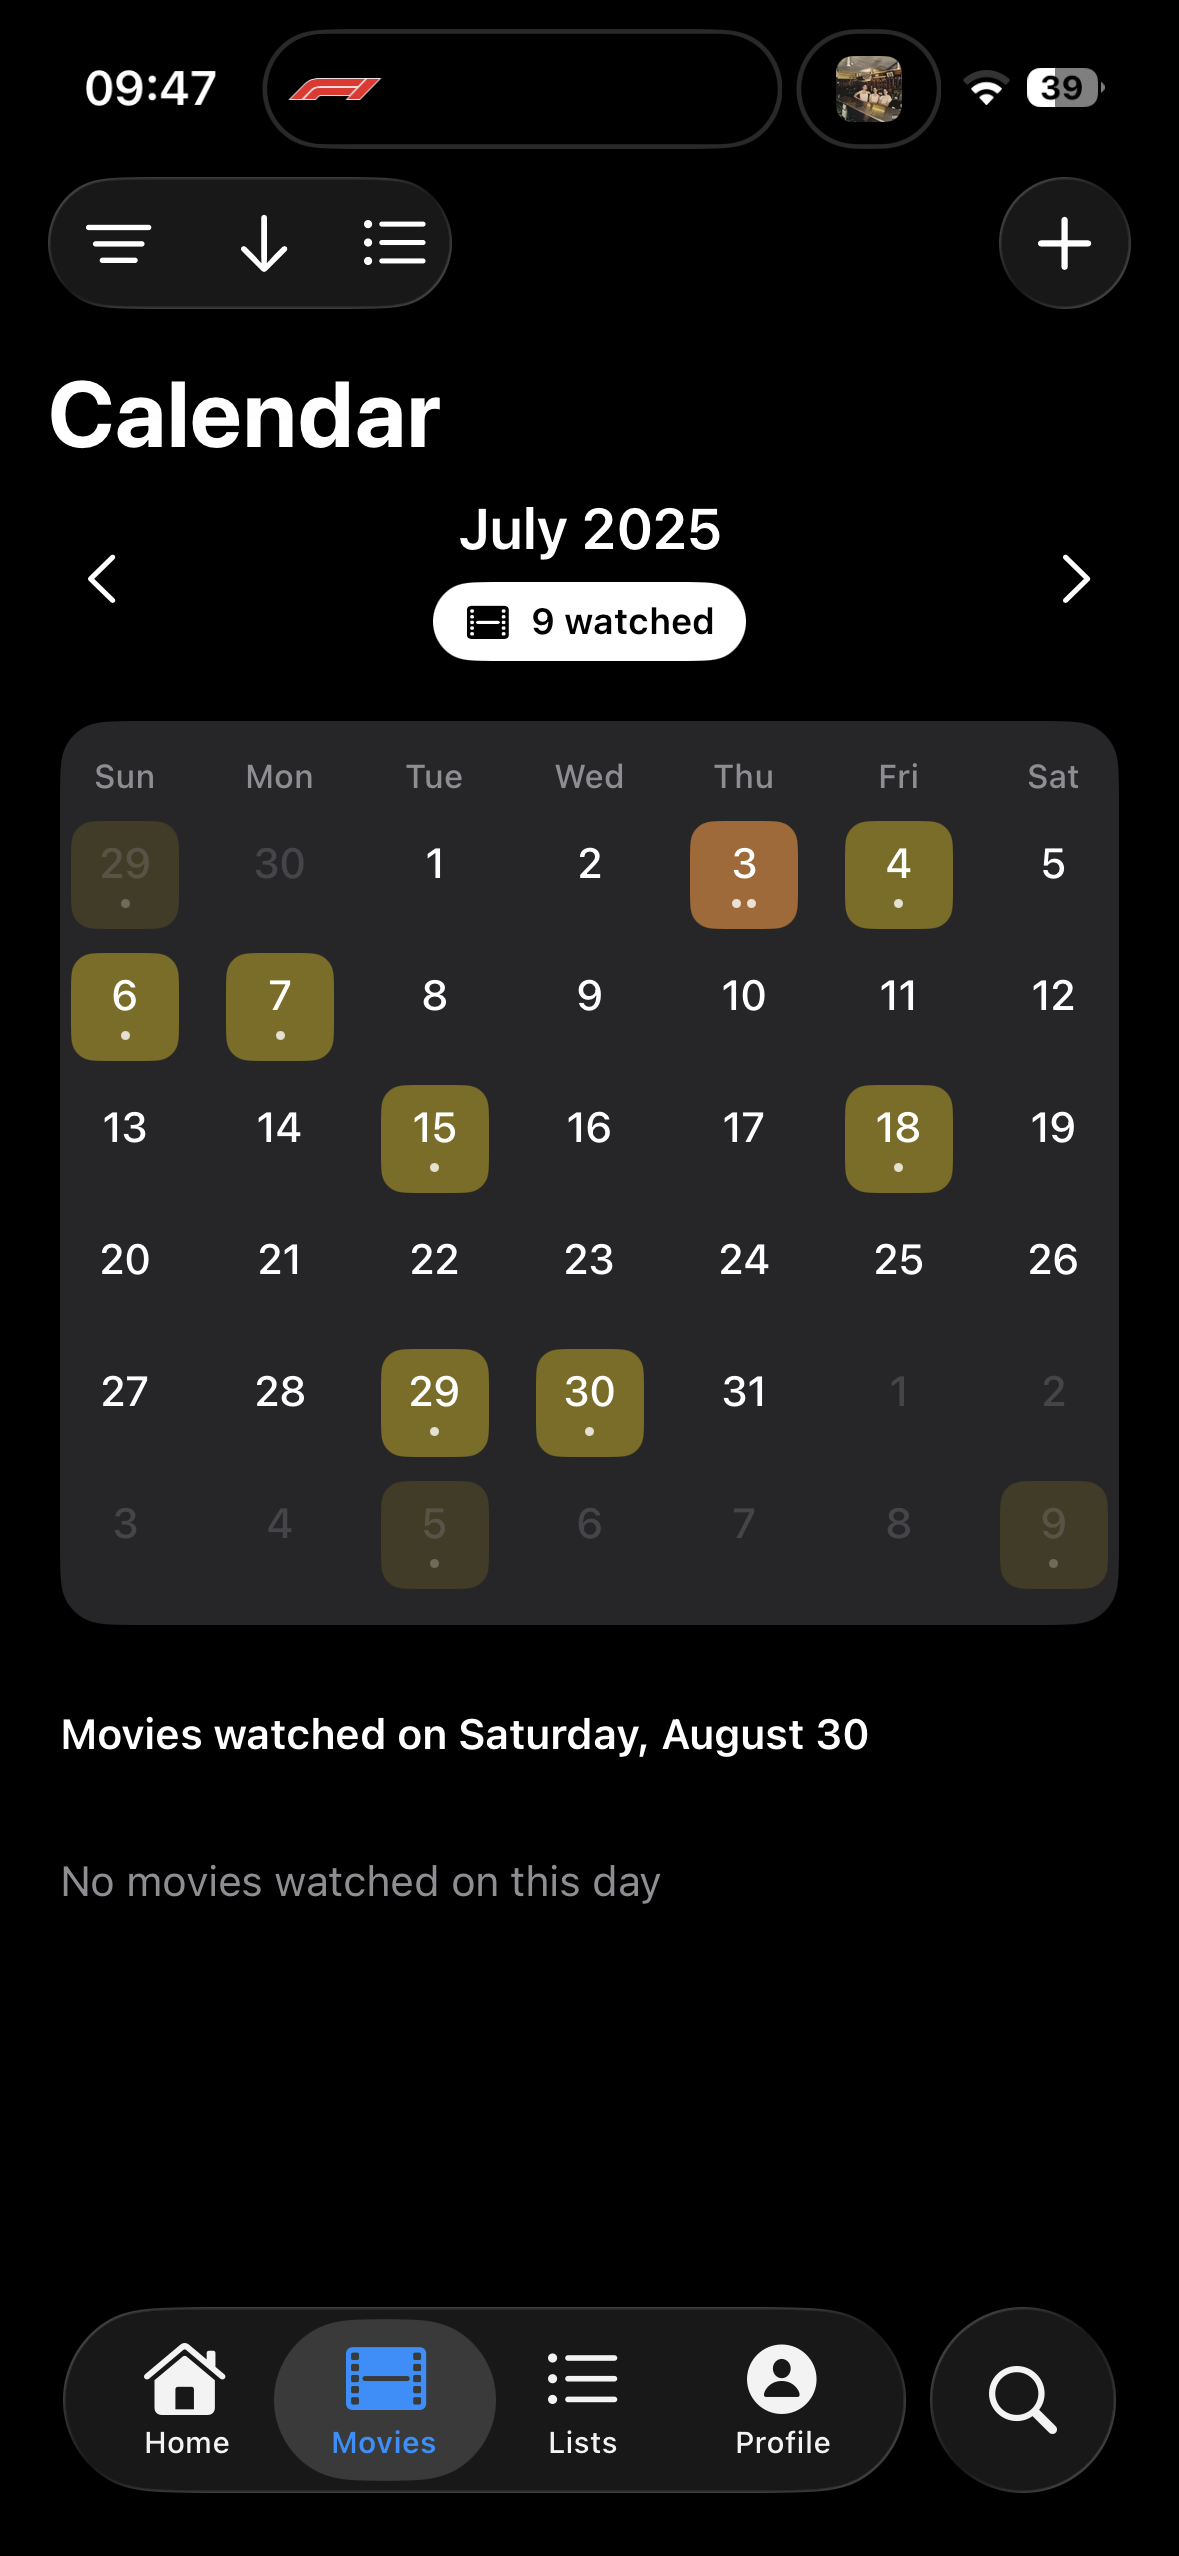 09:47
39
Calendar
July 2025
9 watched
Sun Mon Tue Wed Thu Fri Sat
29 30 1 2 3 4 5
6 7 8 9 10 11 12
13 14 15 16 17 18 19
20 21 22 23 24 25 26
27 28 29 30 31 1 2
3 4 5 6 7 8 9
Movies watched on Saturday, August 30
No movies watched on this day
Home Movies Lists Profile